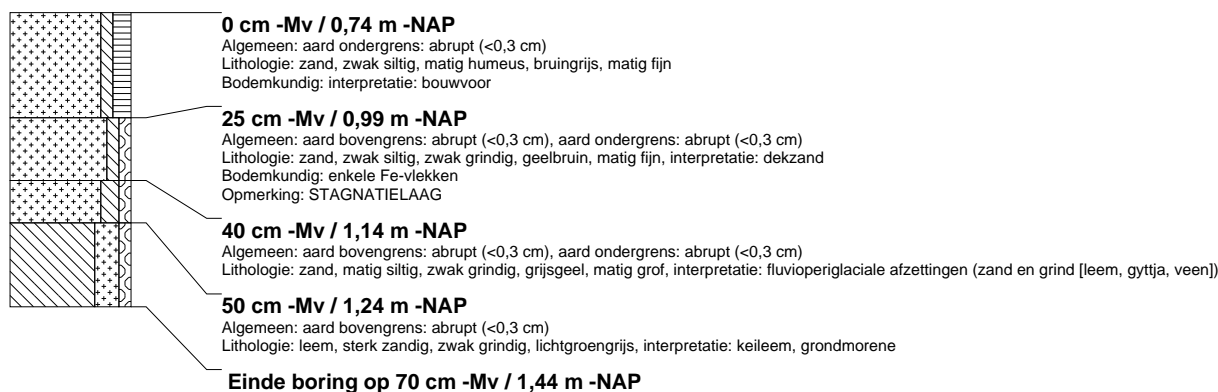 0 cm -Mv / 0,74 m -NAP
Algemeen: aard ondergrens: abrupt (<0,3 cm)
Lithologie: zand, zwak siltig, matig humeus, bruingrijs, matig fijn
Bodemkundig: interpretatie: bouwvoor
25 cm -Mv / 0,99 m -NAP
Algemeen: aard bovengrens: abrupt (<0,3 cm), aard ondergrens: abrupt (<0,3 cm)
Lithologie: zand, zwak siltig, zwak grindig, geelbruin, matig fijn, interpretatie: dekzand
Bodemkundig: enkele Fe-vlekken
Opmerking: STAGNATIELAAG
40 cm -Mv / 1,14 m -NAP
Algemeen: aard bovengrens: abrupt (<0,3 cm), aard ondergrens: abrupt (<0,3 cm)
Lithologie: zand, matig siltig, zwak grindig, grijsgeel, matig grof, interpretatie: fluvioperiglaciale afzettingen (zand en grind [leem, gyttja, veen])
50 cm -Mv / 1,24 m -NAP
Algemeen: aard bovengrens: abrupt (<0,3 cm)
Lithologie: leem, sterk zandig, zwak grindig, lichtgroengrijs, interpretatie: keileem, grondmorene
Einde boring op 70 cm -Mv / 1,44 m -NAP